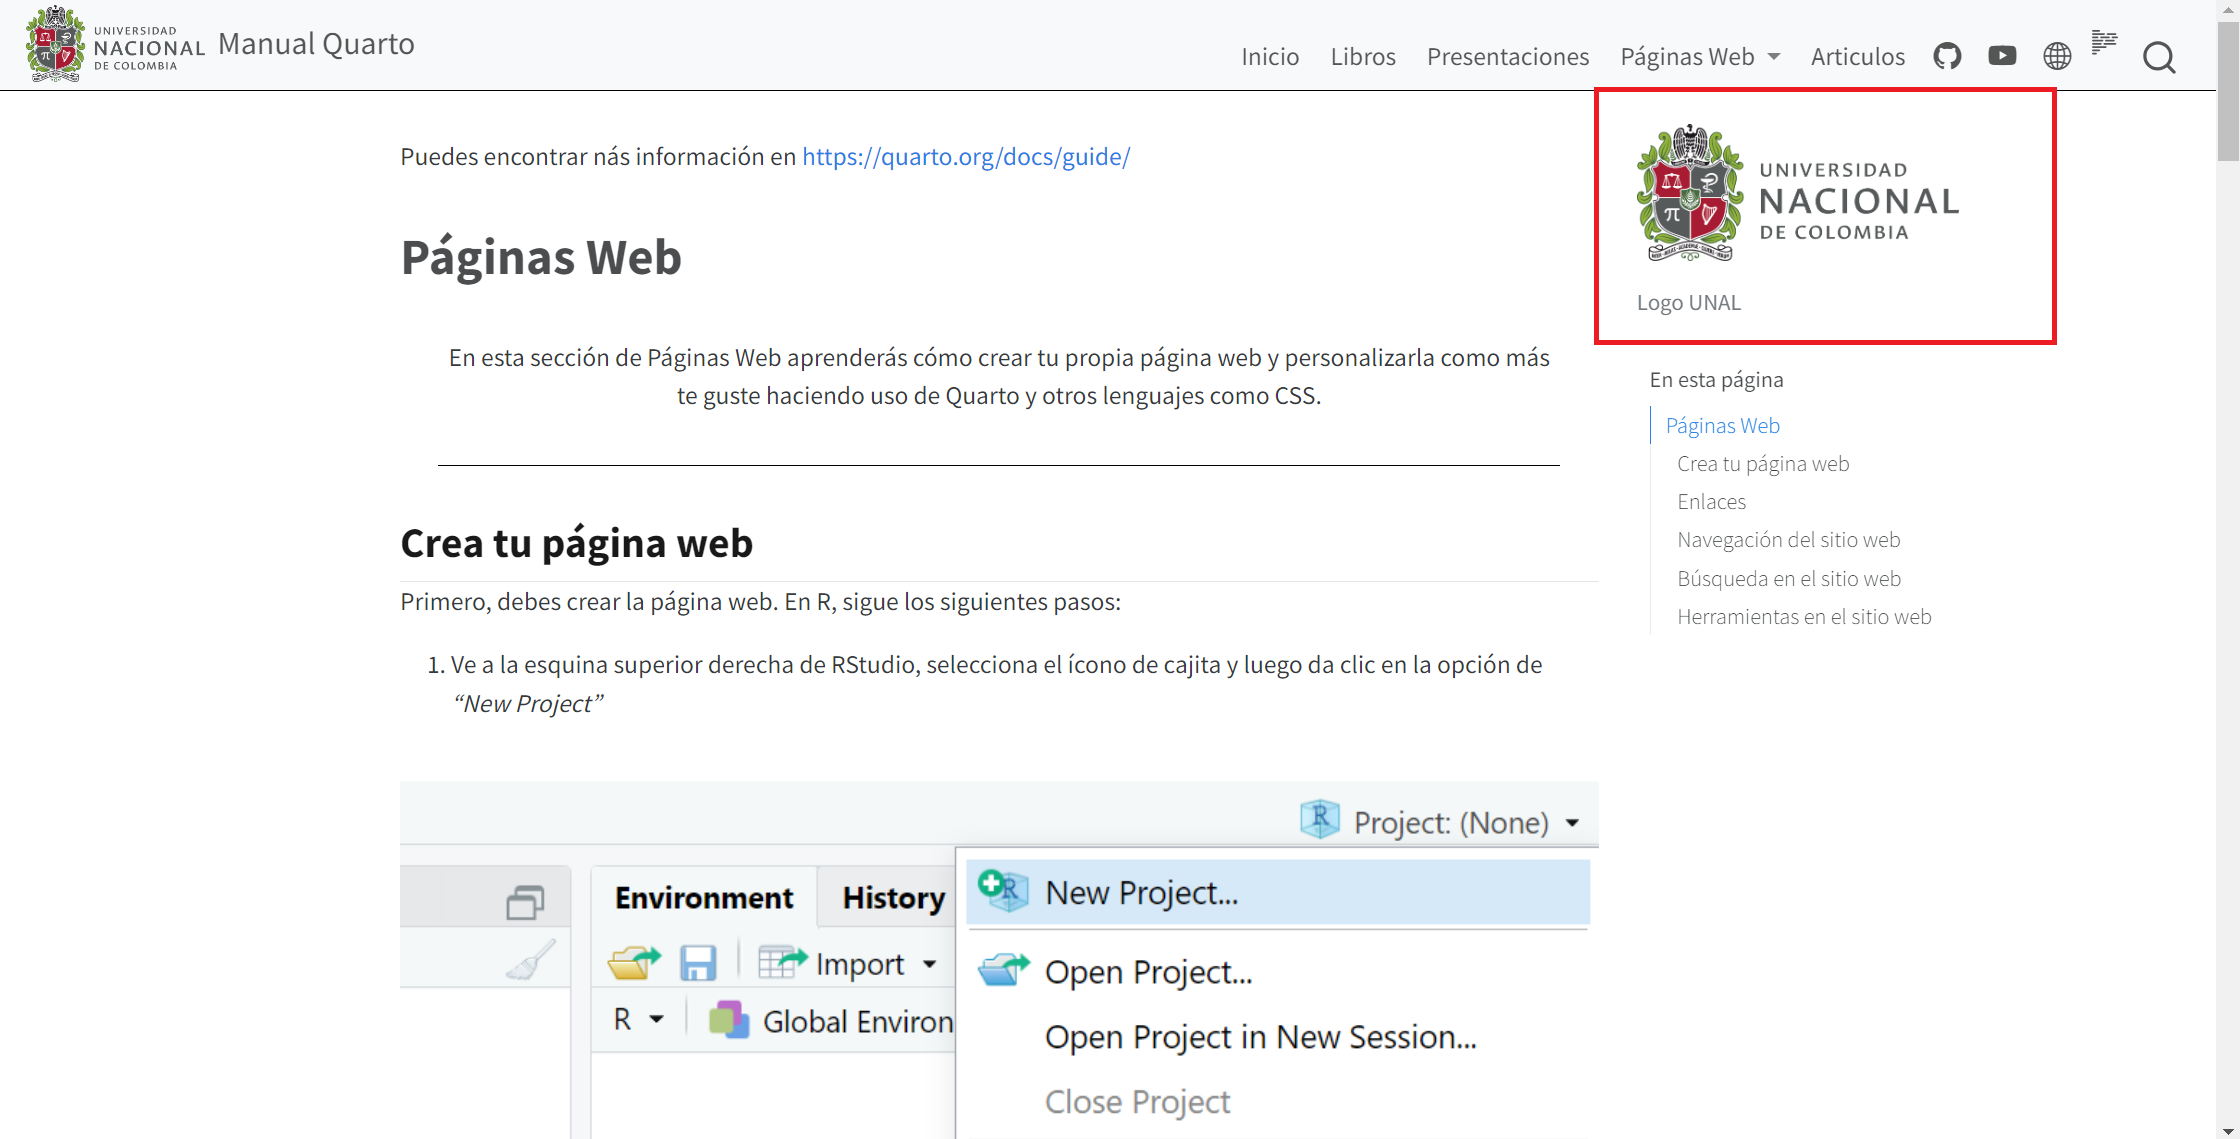 UNIVERSIDAD
NACIONAL
DE COLOMBIA
Manual Quarto
Inicio
Libros
Presentaciones
Páginas Web
Articulos
Puedes encontrar nás información en https://quarto.org/docs/guide/
Páginas Web
En esta sección de Páginas Web aprenderás cómo crear tu propia página web y personalizarla como más
te guste haciendo uso de Quarto y otros lenguajes como CSS.
Crea tu página web
Primero, debes crear la página web. En R, sigue los siguientes pasos:
1. Ve a la esquina superior derecha de RStudio, selecciona el ícono de cajita y luego da clic en la opción de
“New Project”
Project: (None)
Environment
History
Import
R
Global Environ
New Project...
Open Project...
Open Project in New Session...
Close Project
UNIVERSIDAD
NACIONAL
DE COLOMBIA
Logo UNAL
En esta página
Páginas Web
Crea tu página web
Enlaces
Navegación del sitio web
Búsqueda en el sitio web
Herramientas en el sitio web